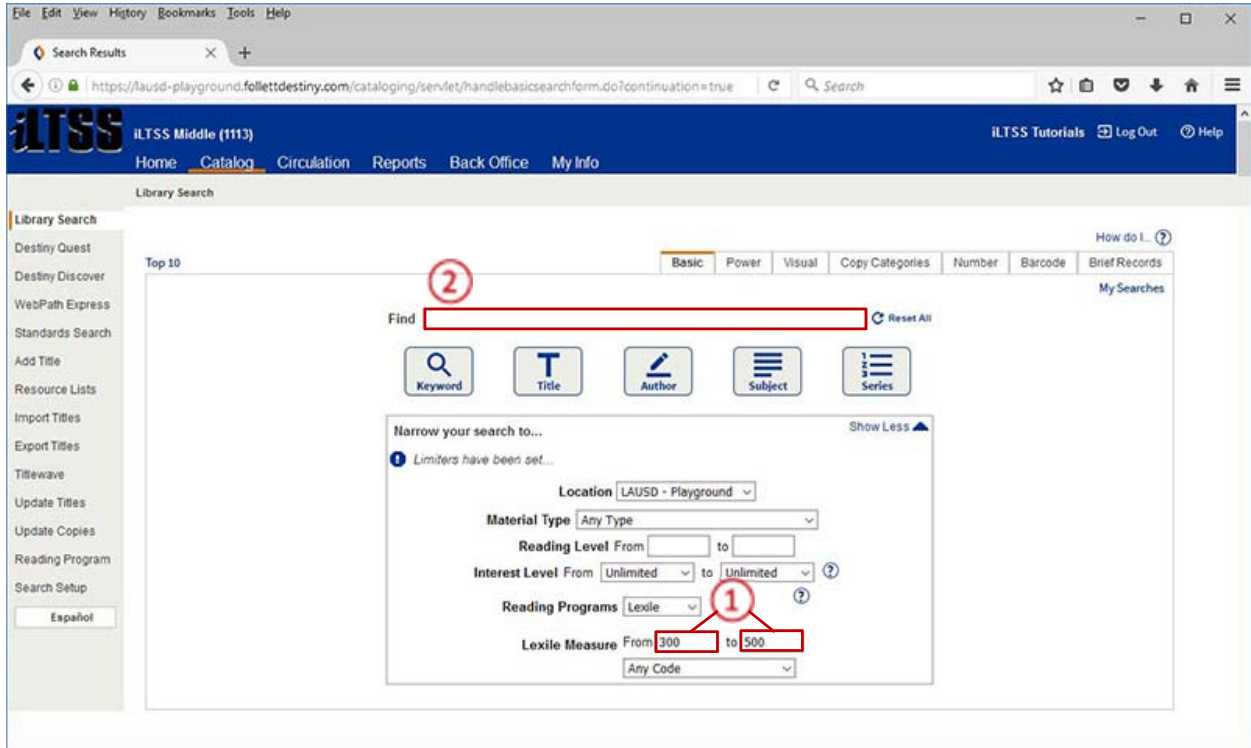 File Edit View History Bookmarks Tools Help
Search Results
https://lausd-playground.follettdestiny.com/cataloging/servlet/handlebasicsearchform.do?continuation=true Search
iLTSS iLTSS Middle (1113) iLTSS Tutorials Log Out Help
Home Catalog Circulation Reports Back Office My Info
Library Search
Library Search
Destiny Quest
Destiny Discover
WebPath Express
Standards Search
Add Title
Resource Lists
Import Titles
Export Titles
Titlewave
Update Titles
Update Copies
Reading Program
Search Setup
Español
How do I...
Top 10 Basic Power Visual Copy Categories Number Barcode Brief Records
My Searches
2
Find Reset All
Keyword Title Author Subject Series
Narrow your search to... Show Less
Limiters have been set...
Location LAUSD - Playground
Material Type Any Type
Reading Level From to
Interest Level From Unlimited to Unlimited
Reading Programs Lexile 1
Lexile Measure From 300 to 500
Any Code